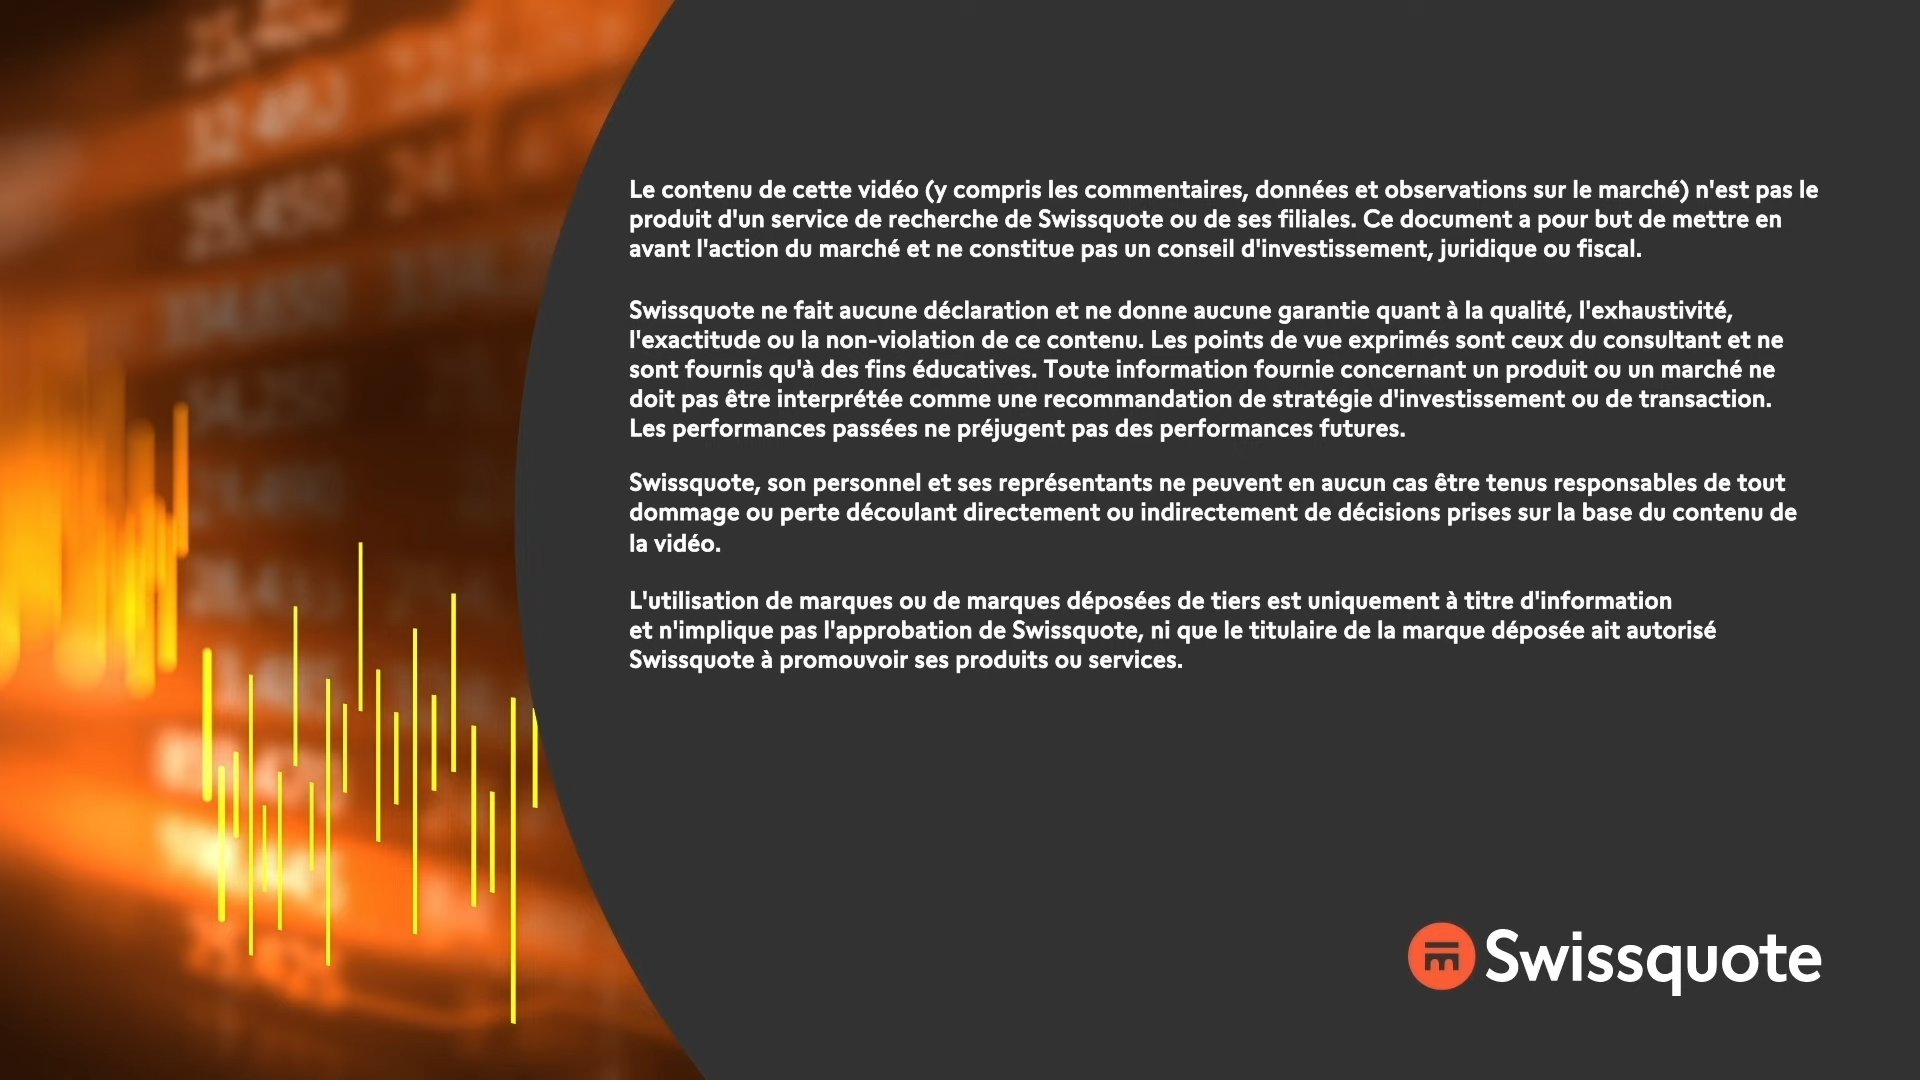 Le contenu de cette vidéo (y compris les commentaires, données et observations sur le marché) n'est pas le
produit d'un service de recherche de Swissquote ou de ses filiales. Ce document a pour but de mettre en
avant l'action du marché et ne constitue pas un conseil d'investissement, juridique ou fiscal.
Swissquote ne fait aucune déclaration et ne donne aucune garantie quant à la qualité, l'exhaustivité,
l'exactitude ou la non-violation de ce contenu. Les points de vue exprimés sont ceux du consultant et ne
sont fournis qu'à des fins éducatives. Toute information fournie concernant un produit ou un marché ne
doit pas être interprétée comme une recommandation de stratégie d'investissement ou de transaction.
Les performances passées ne préjugent pas des performances futures.
Swissquote, son personnel et ses représentants ne peuvent en aucun cas être tenus responsables de tout
dommage ou perte découlant directement ou indirectement de décisions prises sur la base du contenu de
la vidéo.
L'utilisation de marques ou de marques déposées de tiers est uniquement à titre d'information
et n'implique pas l'approbation de Swissquote, ni que le titulaire de la marque déposée ait autorisé
Swissquote à promouvoir ses produits ou services.
Swissquote